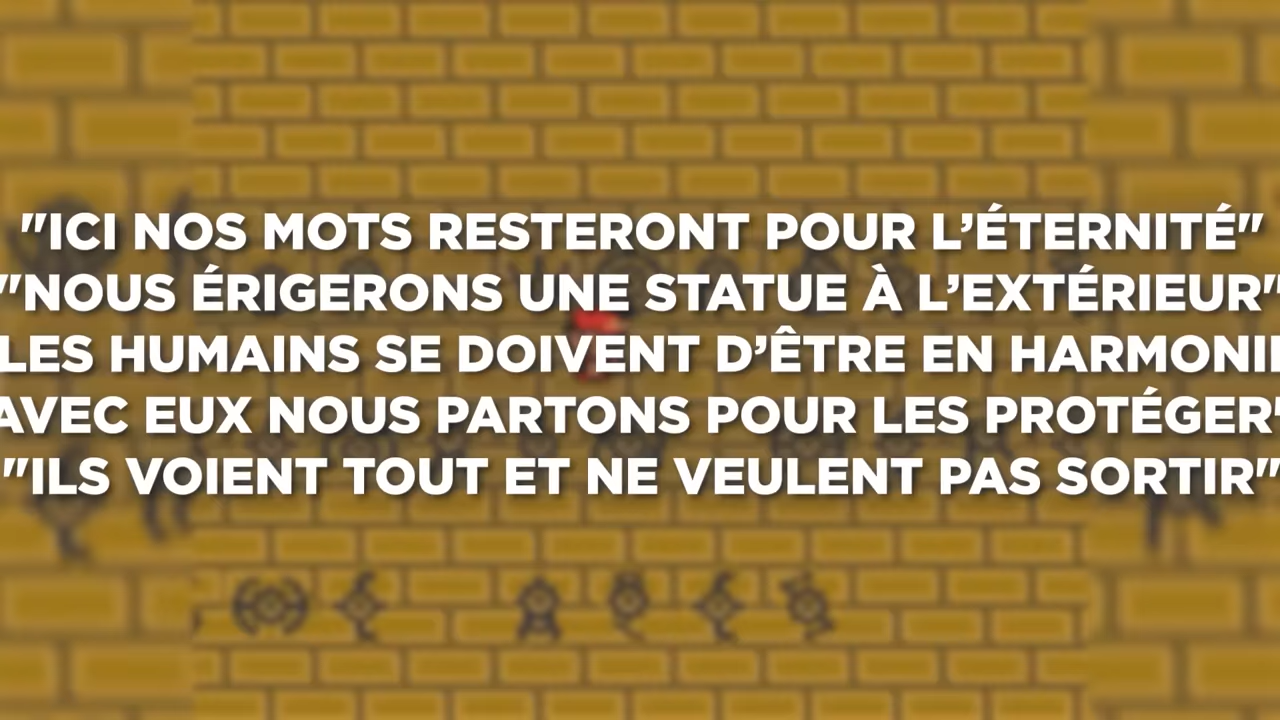 "ICI NOS MOTS RESTERONT POUR L’ÉTERNITÉ"
"NOUS ÉRIGERONS UNE STATUE À L’EXTÉRIEUR"
LES HUMAINS SE DOIVENT D’ÊTRE EN HARMONI
AVEC EUX NOUS PARTONS POUR LES PROTÉGER"
"ILS VOIENT TOUT ET NE VEULENT PAS SORTIR"